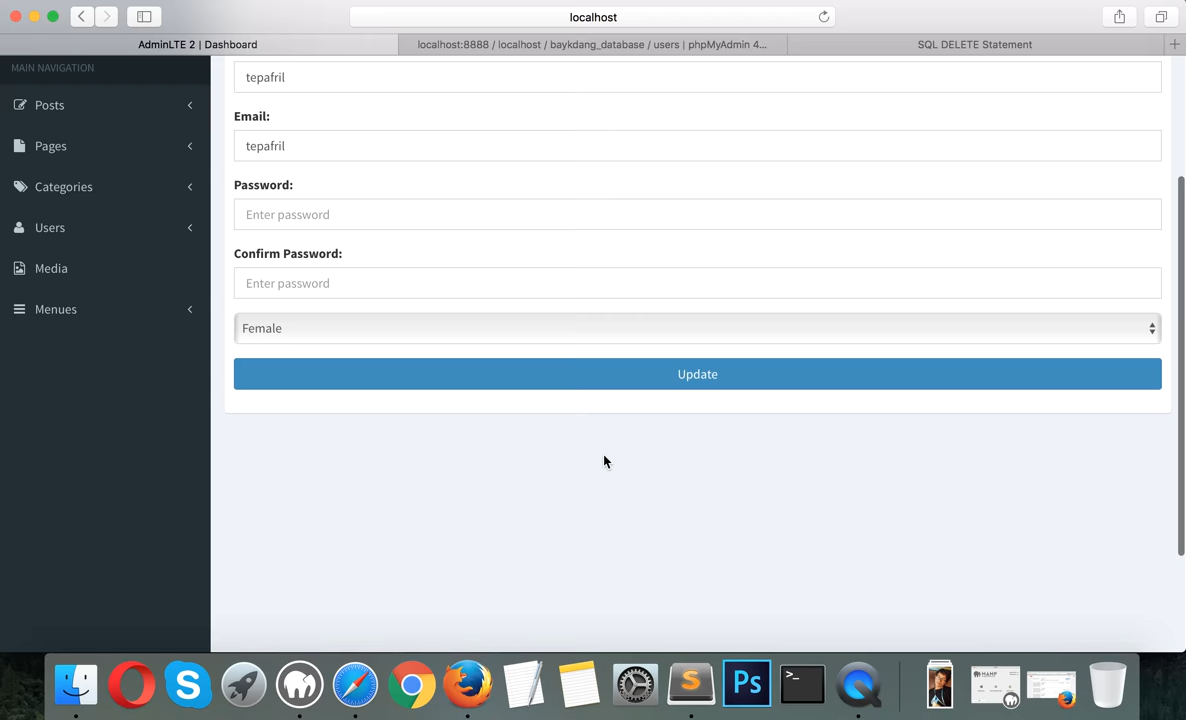 localhost
AdminLTE 2 | Dashboard
localhost:8888 / localhost / baykdang_database / users | phpMyAdmin 4...
SQL DELETE Statement
MAIN NAVIGATION
Posts
Pages
Categories
Users
Media
Menues
tepafril
Email:
tepafril
Password:
Enter password
Confirm Password:
Enter password
Female
Update